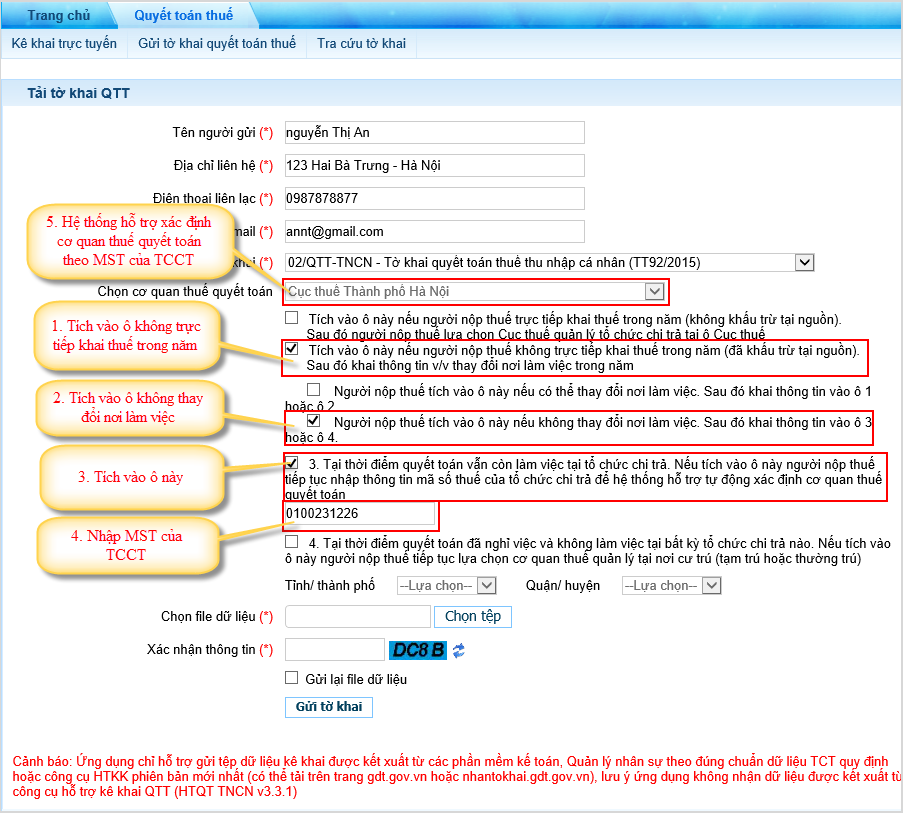 Trang chủ Quyết toán thuế
Kê khai trực tuyến Gửi tờ khai quyết toán thuế Tra cứu tờ khai
Tải tờ khai QTT
Tên người gửi (*) nguyễn Thị An
Địa chỉ liên hệ (*) 123 Hai Bà Trưng - Hà Nội
Điện thoại liên lạc (*) 0987878877
5. Hệ thống hỗ trợ xác định
cơ quan thuế quyết toán
theo MST của TCCT
mail (*) annt@gmail.com
khai (*) 02/QTT-TNCN - Tờ khai quyết toán thuế thu nhập cá nhân (TT92/2015)
Chọn cơ quan thuế quyết toán Cục thuế Thành phố Hà Nội
Tích vào ô này nếu người nộp thuế trực tiếp khai thuế trong năm (không khấu trừ tại nguồn).
Sau đó người nộp thuế lựa chọn Cục thuế quản lý tổ chức chi trả tại ô Cục thuế
1. Tích vào ô không trực
tiếp khai thuế trong năm
Tích vào ô này nếu người nộp thuế không trực tiếp khai thuế trong năm (đã khấu trừ tại nguồn).
Sau đó khai thông tin v/v thay đổi nơi làm việc trong năm
Người nộp thuế tích vào ô này nếu có thể thay đổi nơi làm việc. Sau đó khai thông tin vào ô 1
hoặc ô 2
2. Tích vào ô không thay
đổi nơi làm việc
Người nộp thuế tích vào ô này nếu không thay đổi nơi làm việc. Sau đó khai thông tin vào ô 3
hoặc ô 4.
3. Tích vào ô này
3. Tại thời điểm quyết toán vẫn còn làm việc tại tổ chức chi trả. Nếu tích vào ô này người nộp thuế
tiếp tục nhập thông tin mã số thuế của tổ chức chi trả để hệ thống hỗ trợ tự động xác định cơ quan thuế
quyết toán
0100231226
4. Nhập MST của
TCCT
4. Tại thời điểm quyết toán đã nghỉ việc và không làm việc tại bất kỳ tổ chức chi trả nào. Nếu tích vào
ô này người nộp thuế tiếp tục lựa chọn cơ quan thuế quản lý tại nơi cư trú (tạm trú hoặc thường trú)
Tỉnh/ thành phố --Lựa chọn-- Quận/ huyện --Lựa chọn--
Chọn file dữ liệu (*) Chọn tệp
Xác nhận thông tin (*) DC8 B
Gửi lại file dữ liệu
Gửi tờ khai
Cảnh báo: Ứng dụng chỉ hỗ trợ gửi tệp dữ liệu kê khai được kết xuất từ các phần mềm kế toán, Quản lý nhân sự theo đúng chuẩn dữ liệu TCT quy định
hoặc công cụ HTKK phiên bản mới nhất (có thể tải trên trang gdt.gov.vn hoặc nhantokhai.gdt.gov.vn), lưu ý ứng dụng không nhận dữ liệu được kết xuất từ
công cụ hỗ trợ kê khai QTT (HTQT TNCN v3.3.1)